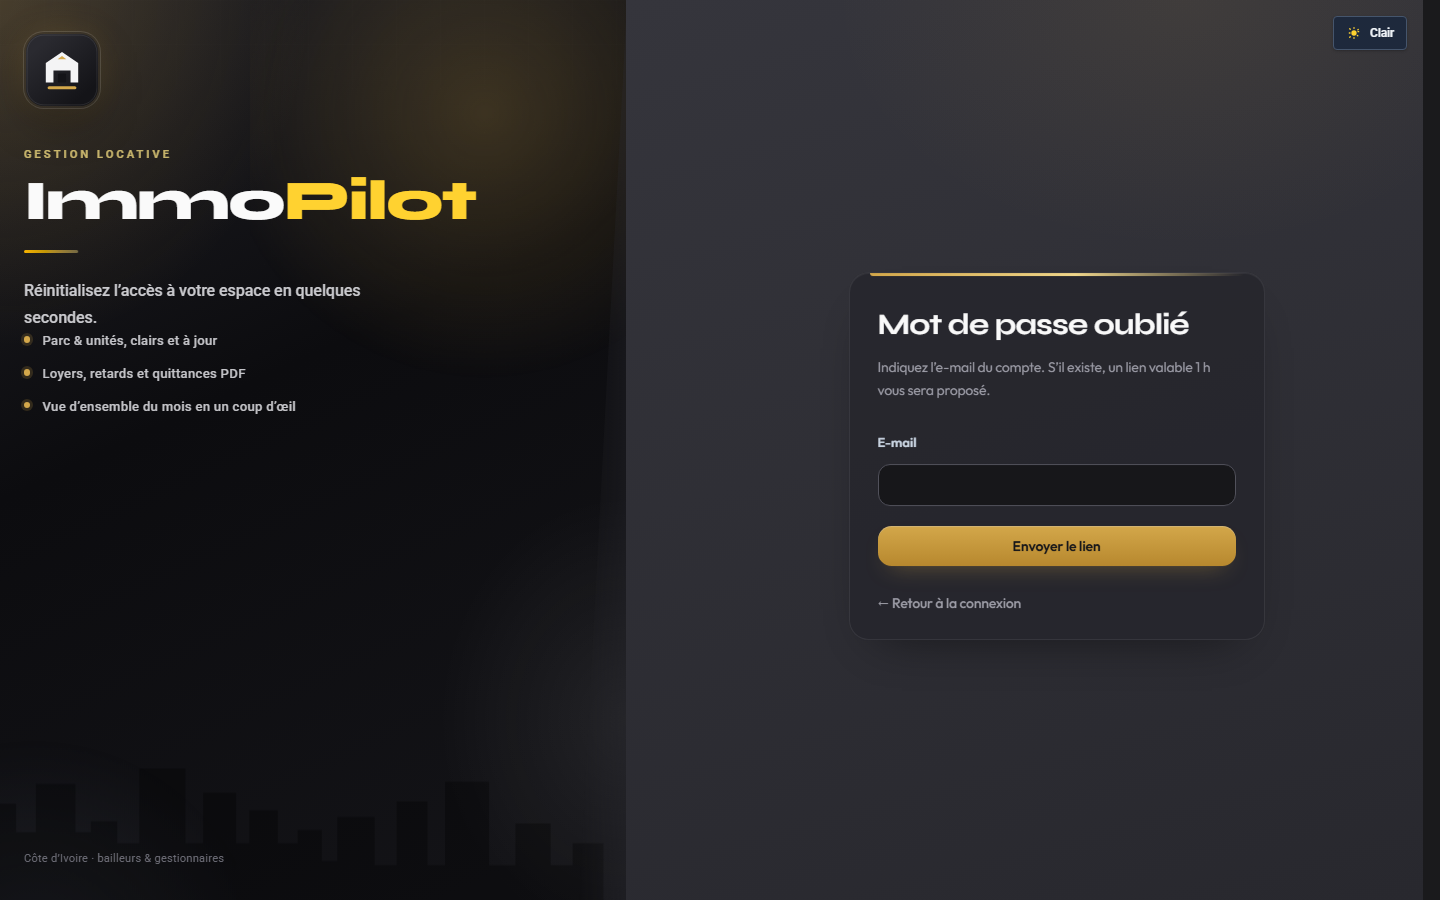 Clair
GESTION LOCATIVE
ImmoPilot
Réinitialisez l’accès à votre espace en quelques
secondes.
Parc & unités, clairs et à jour
Loyers, retards et quittances PDF
Vue d’ensemble du mois en un coup d’œil
Côte d'Ivoire · bailleurs & gestionnaires
Mot de passe oublié
Indiquez l’e-mail du compte. S’il existe, un lien valable 1 h
vous sera proposé.
E-mail
Envoyer le lien
← Retour à la connexion